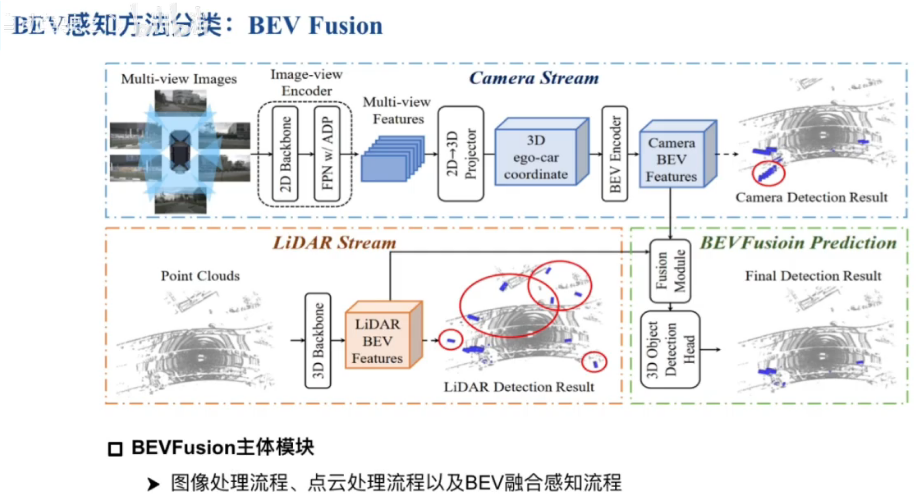 BEV感知方法分类：BEV Fusion
Camera Stream
Multi-view Images
Image-view
Encoder
2D Backbone
FPN w/ ADP
Multi-view
Features
2D→3D
Projector
3D
ego-car
coordinate
BEV Encoder
Camera
BEV
Features
Camera Detection Result
LiDAR Stream
Point Clouds
3D Backbone
LiDAR
BEV
Features
LiDAR Detection Result
BEVFusioin Prediction
Fusion
Module
3D Object
Detection
Head
Final Detection Result
BEVFusion主体模块
图像处理流程、点云处理流程以及BEV融合感知流程